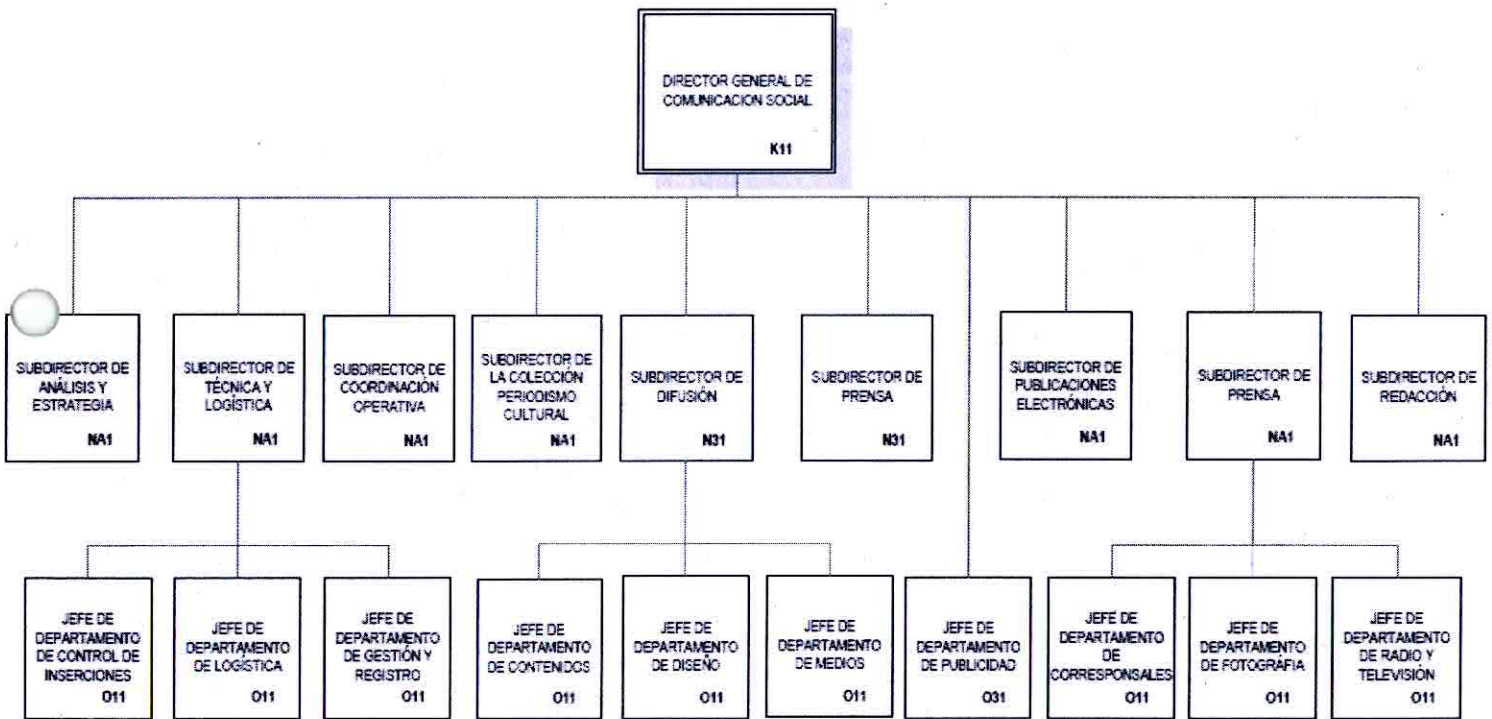 DIRECTOR GENERAL DE
COMUNICACION SOCIAL
K11
SUBDIRECTOR DE
ANÁLISIS Y
ESTRATEGIA
NA1
SUBDIRECTOR DE
TÉCNICA Y
LOGÍSTICA
NA1
SUBDIRECTOR DE
COORDINACIÓN
OPERATIVA
NA1
SUBDIRECTOR DE
LA COLECCIÓN
PERIODISMO
CULTURAL
NA1
SUBDIRECTOR DE
DIFUSIÓN
N31
SUBDIRECTOR DE
PRENSA
N31
SUBDIRECTOR DE
PUBLICACIONES
ELECTRÓNICAS
NA1
SUBDIRECTOR DE
PRENSA
NA1
SUBDIRECTOR DE
REDACCIÓN
NA1
JEFE DE
DEPARTAMENTO
DE CONTROL DE
INSERCIONES
O11
JEFE DE
DEPARTAMENTO
DE LOGÍSTICA
O11
JEFE DE
DEPARTAMENTO
DE GESTIÓN Y
REGISTRO
O11
JEFE DE
DEPARTAMENTO
DE CONTENIDOS
O11
JEFE DE
DEPARTAMENTO
DE DISEÑO
O11
JEFE DE
DEPARTAMENTO
DE MEDIOS
O11
JEFE DE
DEPARTAMENTO
DE PUBLICIDAD
O31
JEFE DE
DEPARTAMENTO
DE
CORRESPONSALES
O11
JEFE DE
DEPARTAMENTO
DE FOTOGRAFIA
O11
JEFE DE
DEPARTAMENTO
DE RADIO Y
TELEVISIÓN
O11